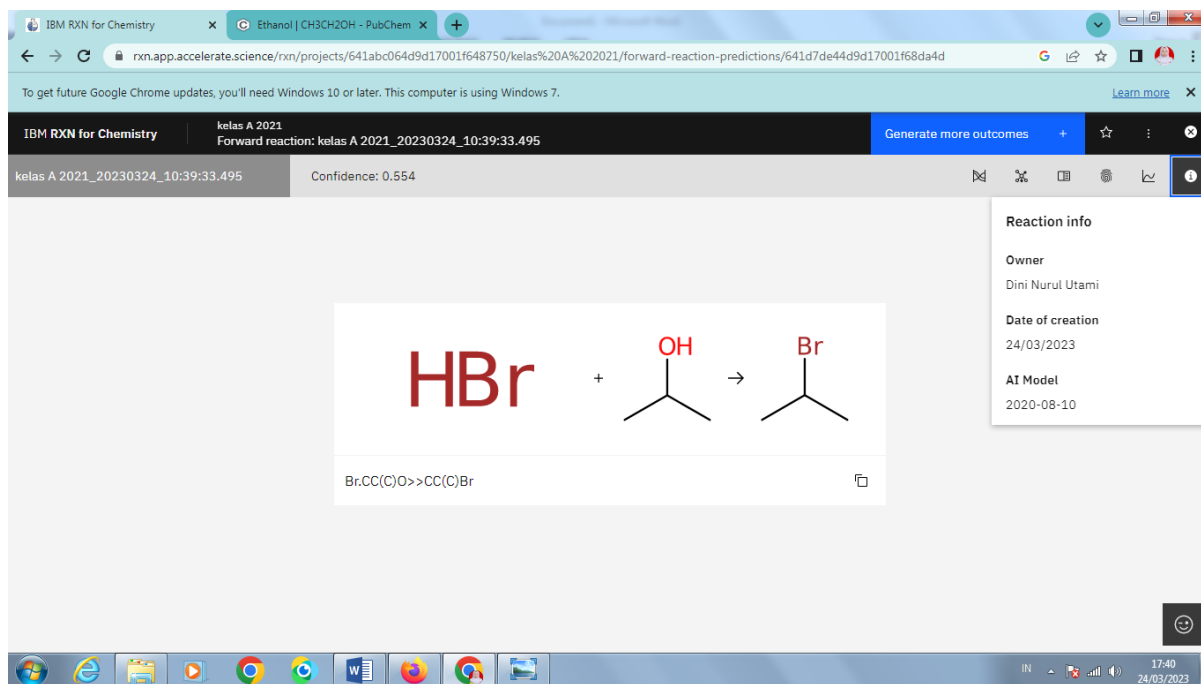 IBM RXN for Chemistry
Ethanol | CH3CH2OH - PubChem
rxn.app.accelerate.science/rxn/projects/641abc064d9d17001f648750/kelas%20A%202021/forward-reaction-predictions/641d7de44d9d17001f68da4d
To get future Google Chrome updates, you'll need Windows 10 or later. This computer is using Windows 7.
Learn more
IBM RXN for Chemistry
kelas A 2021
Forward reaction: kelas A 2021_20230324_10:39:33.495
Generate more outcomes +
kelas A 2021_20230324_10:39:33.495
Confidence: 0.554
Reaction info
Owner
Dini Nurul Utami
Date of creation
24/03/2023
AI Model
2020-08-10
HBr + OH → Br
Br.CC(C)O>>CC(C)Br
IN
17:40
24/03/2023